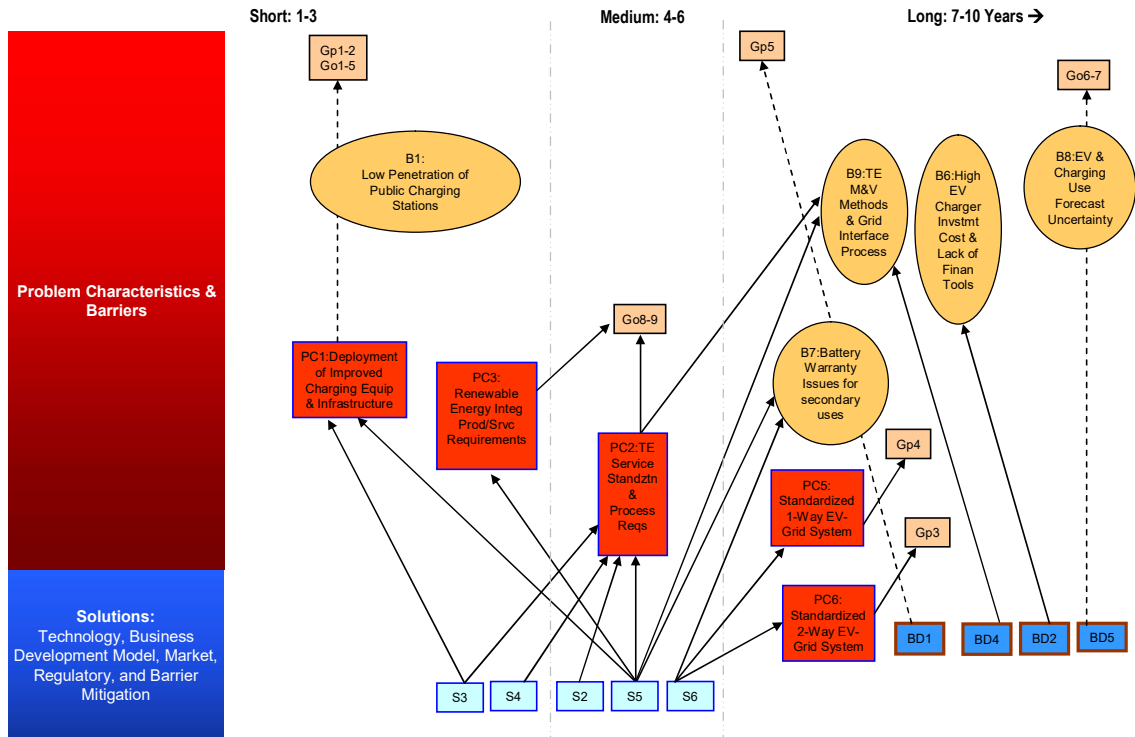 Short: 1-3
Medium: 4-6
Long: 7-10 Years →
Gp1-2
Go1-5
Gp5
Go6-7
B1:
Low Penetration of
Public Charging
Stations
B9:TE
M&V
Methods
& Grid
Interface
Process
B6:High
EV
Charger
Invstmt
Cost &
Lack of
Finan
Tools
B8:EV &
Charging
Use
Forecast
Uncertainty
Problem Characteristics &
Barriers
Go8-9
PC1:Deployment
of Improved
Charging Equip
& Infrastructure
PC3:
Renewable
Energy Integ
Prod/Srvc
Requirements
B7:Battery
Warranty
Issues for
secondary
uses
PC2:TE
Service
Standztn
&
Process
Reqs
Gp4
PC5:
Standardized
1-Way EV-
Grid System
Gp3
PC6:
Standardized
2-Way EV-
Grid System
Solutions:
Technology, Business
Development Model, Market,
Regulatory, and Barrier
Mitigation
BD1
BD4
BD2
BD5
S3
S4
S2
S5
S6